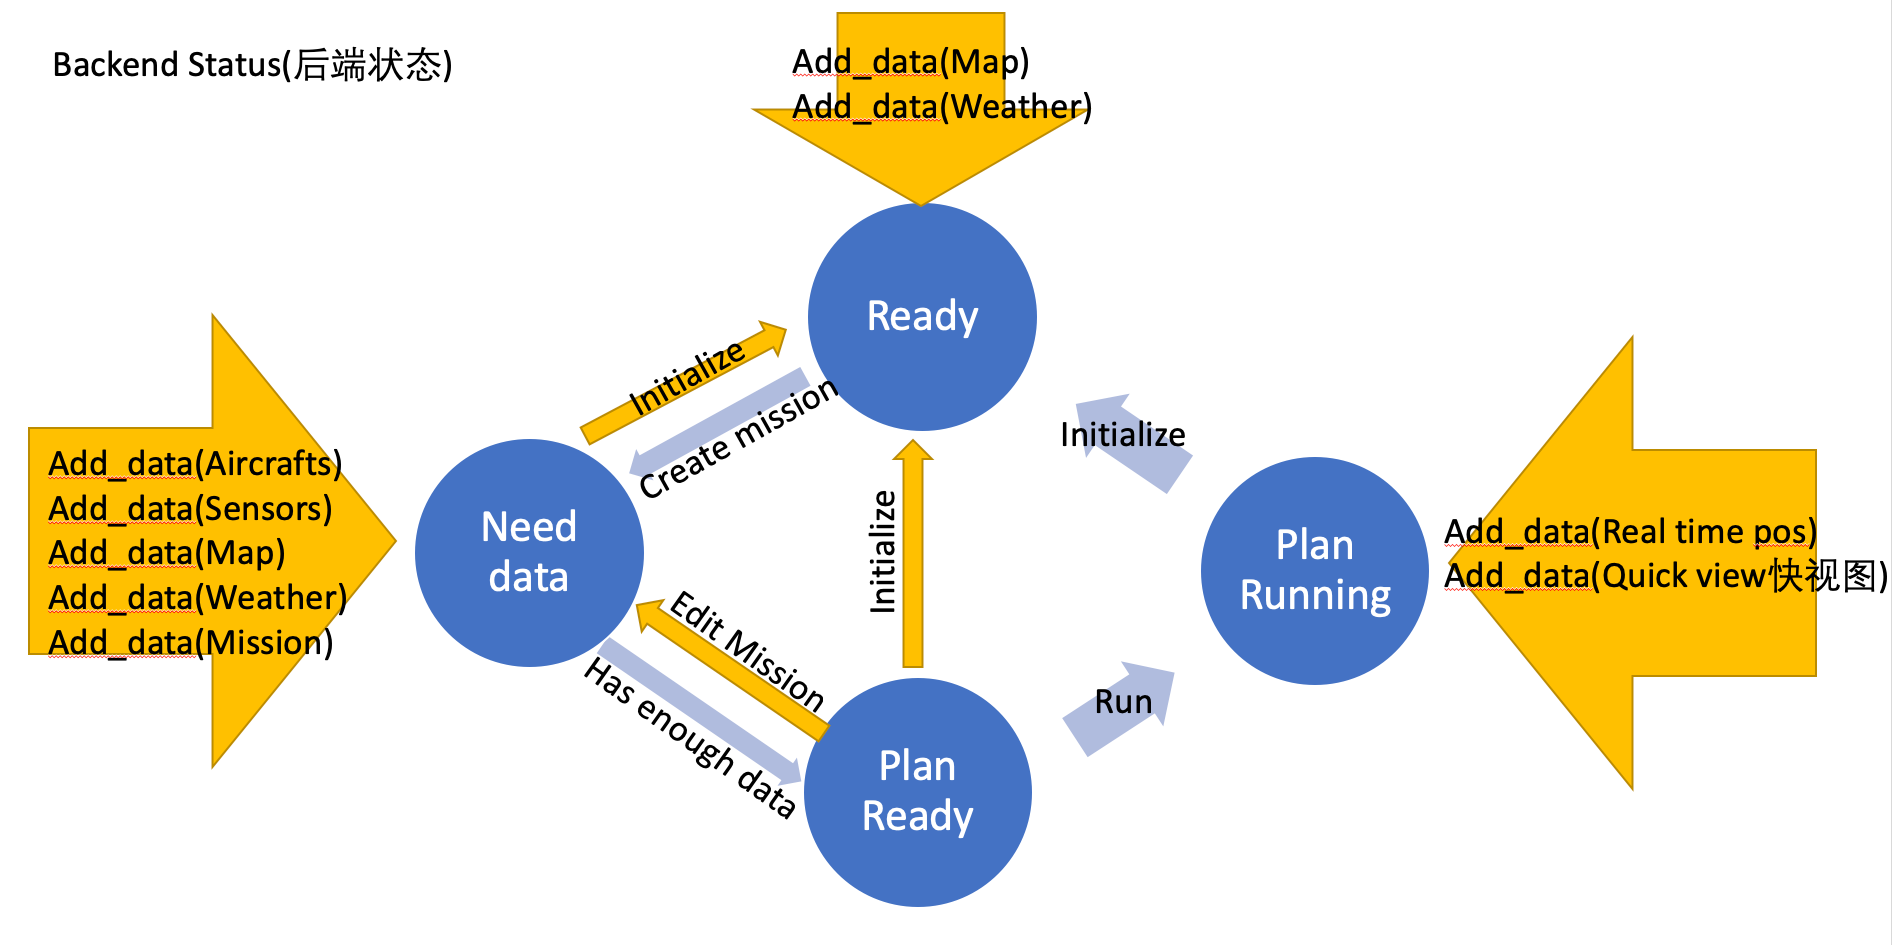 Backend Status(后端状态)
Add_data(Map)
Add_data(Weather)
Ready
Initialize
Create mission
Initialize
Add_data(Aircrafts)
Add_data(Sensors)
Add_data(Map)
Add_data(Weather)
Add_data(Mission)
Need
data
Initialize
Plan
Running
Add_data(Real time pos)
Add_data(Quick view快视图)
Edit Mission
Has enough data
Run
Plan
Ready